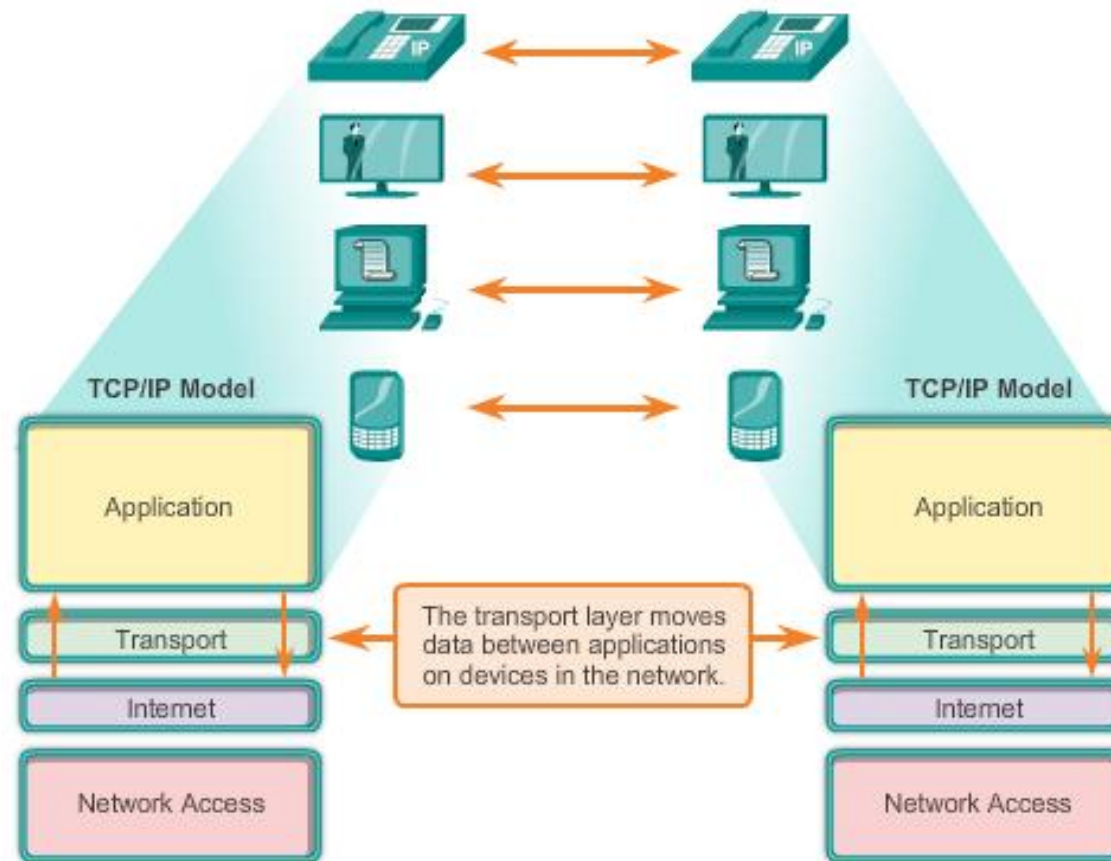 IP
IP
TCP/IP Model
TCP/IP Model
Application
Application
The transport layer moves
data between applications
on devices in the network.
Transport
Transport
Internet
Internet
Network Access
Network Access